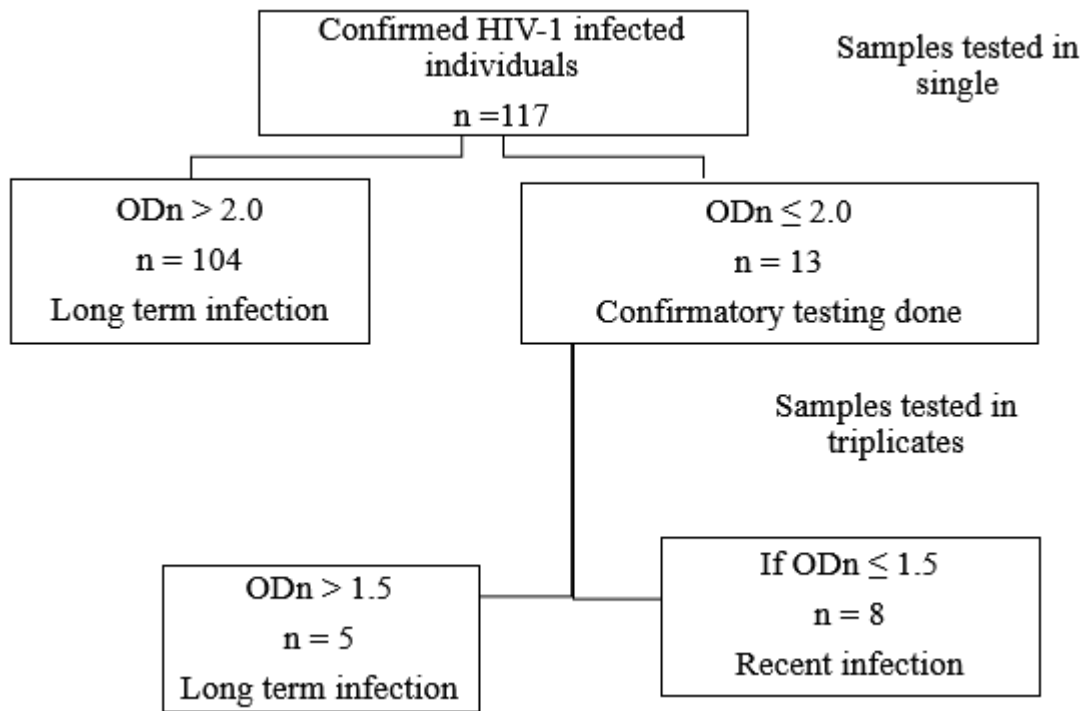 Confirmed HIV-1 infected
individuals
n =117
Samples tested in
single
ODn > 2.0
n = 104
Long term infection
ODn ≤ 2.0
n = 13
Confirmatory testing done
Samples tested in
triplicates
ODn > 1.5
n = 5
Long term infection
If ODn ≤ 1.5
n = 8
Recent infection